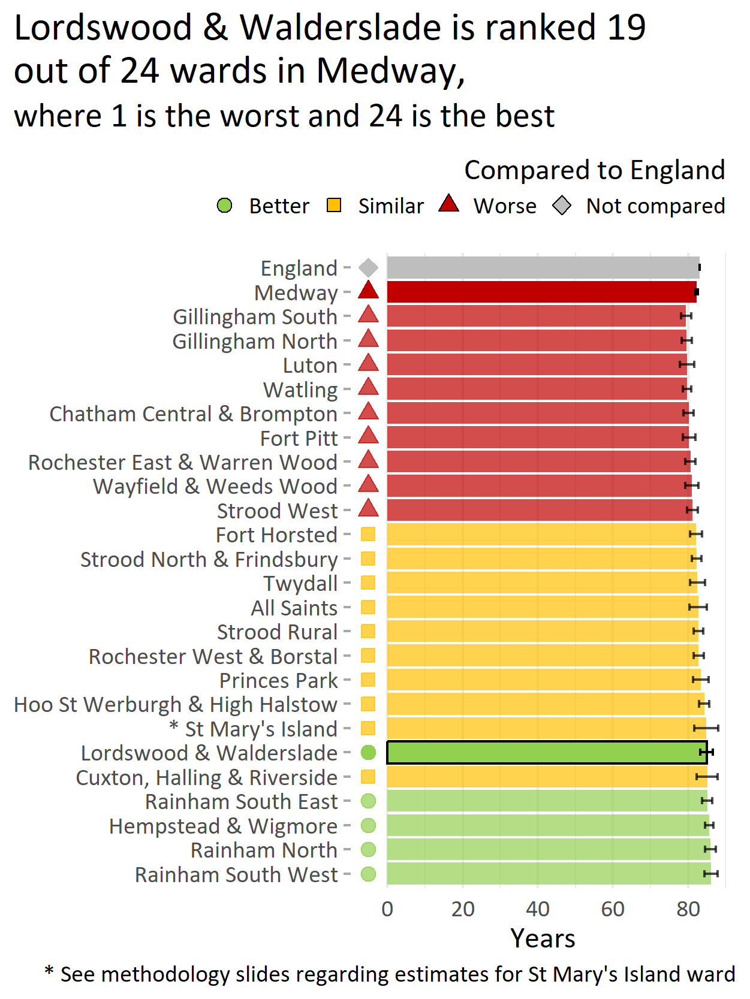 Lordswood & Walderslade is ranked 19
out of 24 wards in Medway,
where 1 is the worst and 24 is the best
Compared to England
Better Similar Worse Not compared
England
Medway
Gillingham South
Gillingham North
Luton
Watling
Chatham Central & Brompton
Fort Pitt
Rochester East & Warren Wood
Wayfield & Weeds Wood
Strood West
Fort Horsted
Strood North & Frindsbury
Twydall
All Saints
Strood Rural
Rochester West & Borstal
Princes Park
Hoo St Werburgh & High Halstow
* St Mary's Island
Lordswood & Walderslade
Cuxton, Halling & Riverside
Rainham South East
Hempstead & Wigmore
Rainham North
Rainham South West
0 20 40 60 80
Years
* See methodology slides regarding estimates for St Mary's Island ward